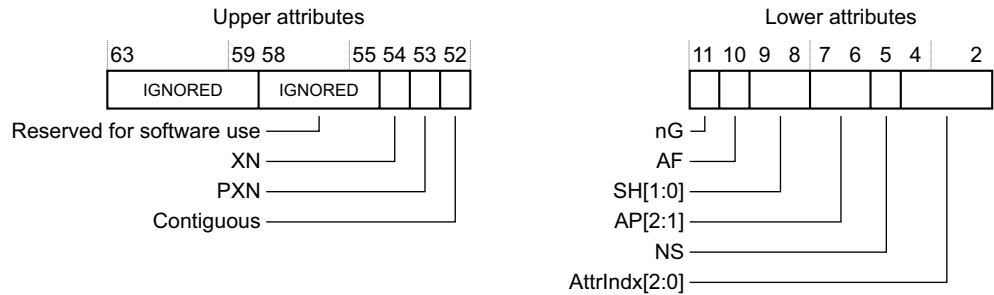 Upper attributes
63 59 58 55 54 53 52
IGNORED IGNORED
Reserved for software use
XN
PXN
Contiguous
Lower attributes
11 10 9 8 7 6 5 4 2
nG
AF
SH[1:0]
AP[2:1]
NS
AttrIndx[2:0]